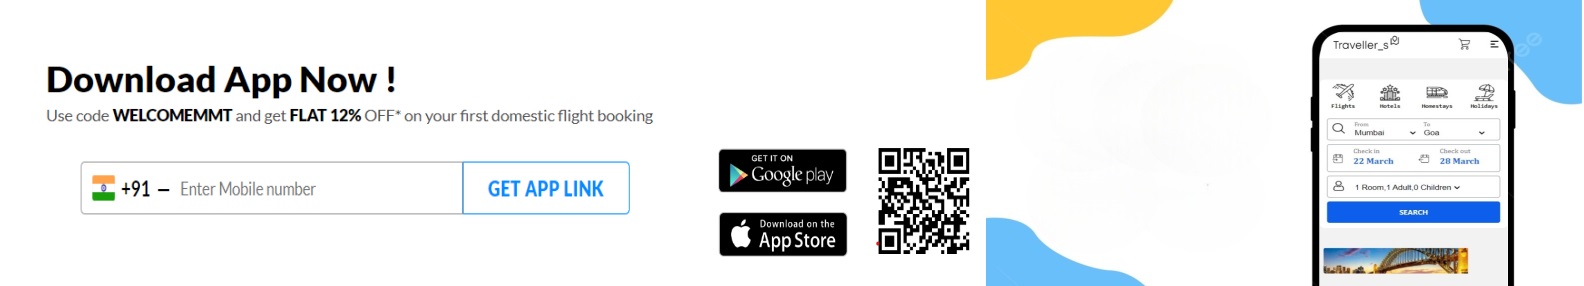 Download App Now !
Use code WELCOMEMMT and get FLAT 12% OFF* on your first domestic flight booking
+91 – Enter Mobile number
GET APP LINK
GET IT ON
Google play
Download on the
App Store
Traveller_s
Flights Hotels Homestays Holidays
From To
Mumbai Goa
Check in Check out
22 March 28 March
1 Room,1 Adult,0 Children
SEARCH